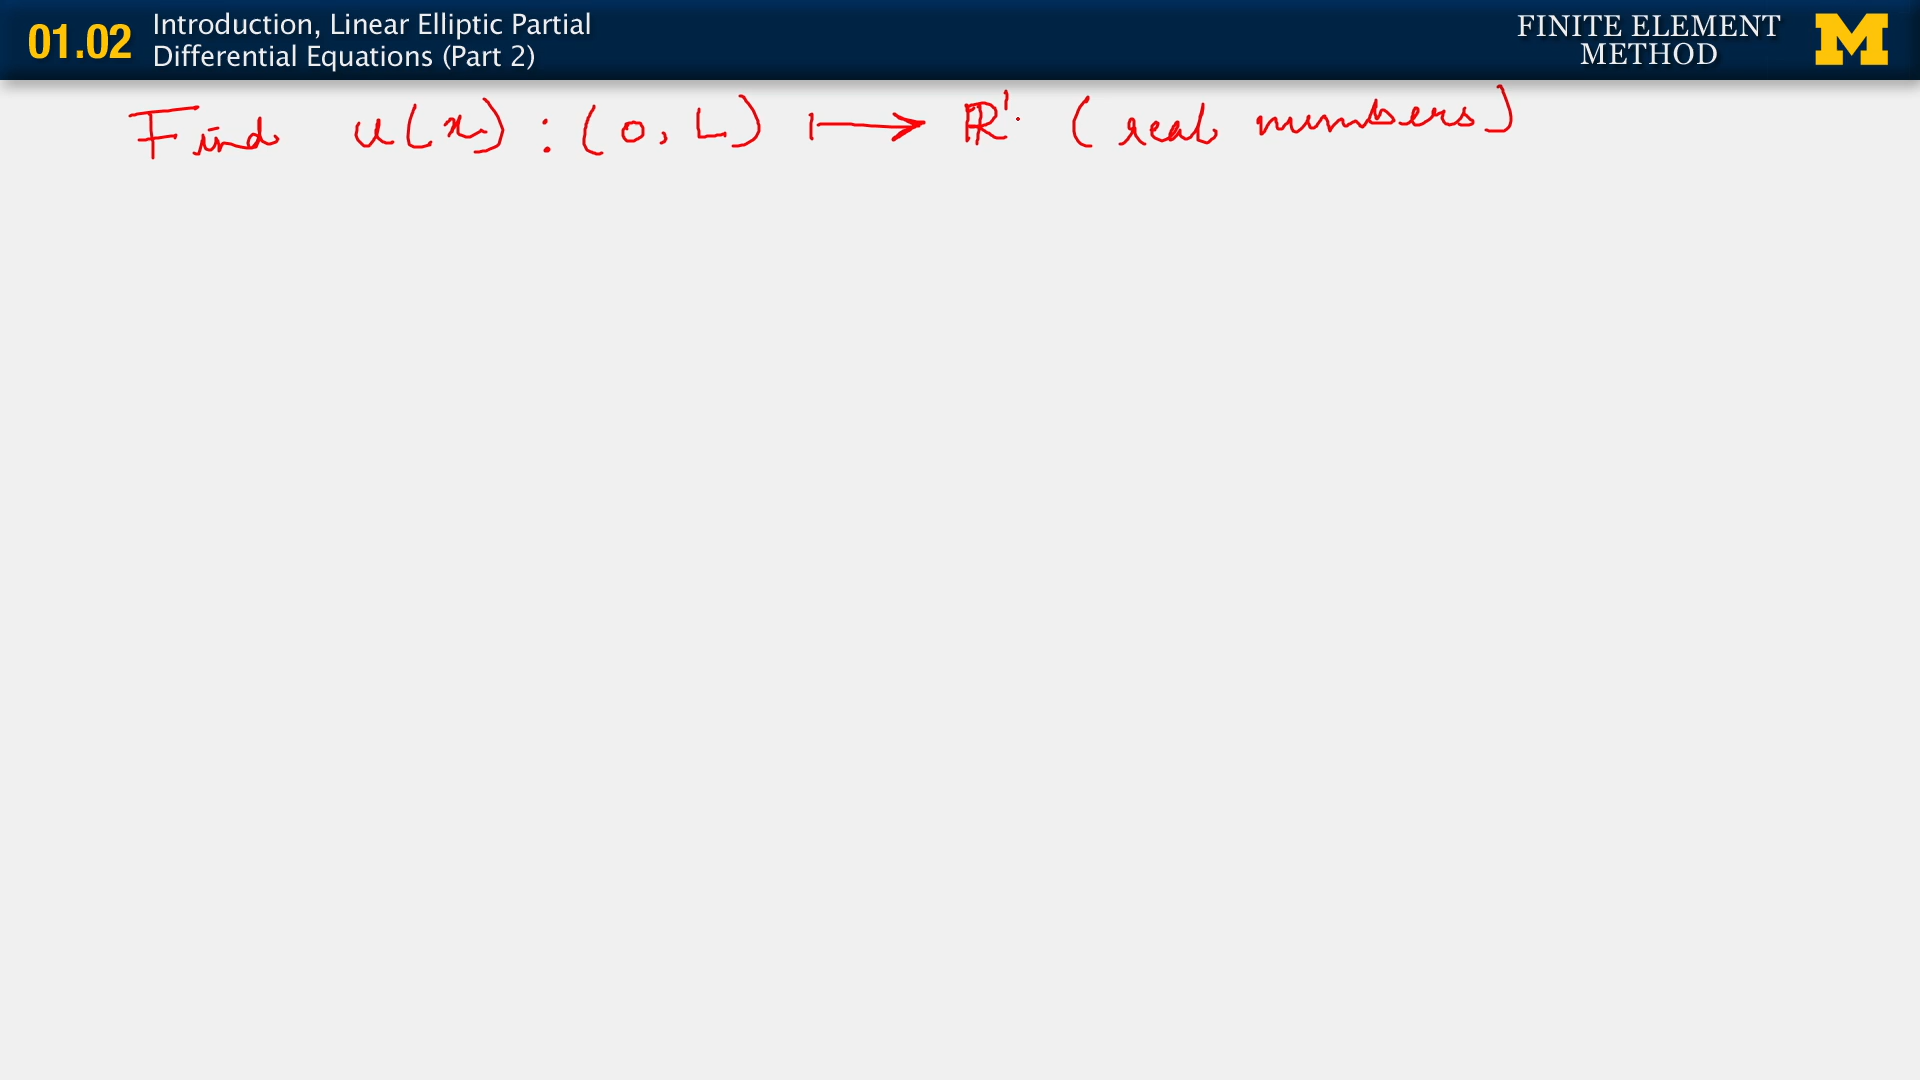 01.02
Introduction, Linear Elliptic Partial
Differential Equations (Part 2)
FINITE ELEMENT
METHOD
M
Find u(x) : (0, L) ↦ ℝ¹ (real numbers)